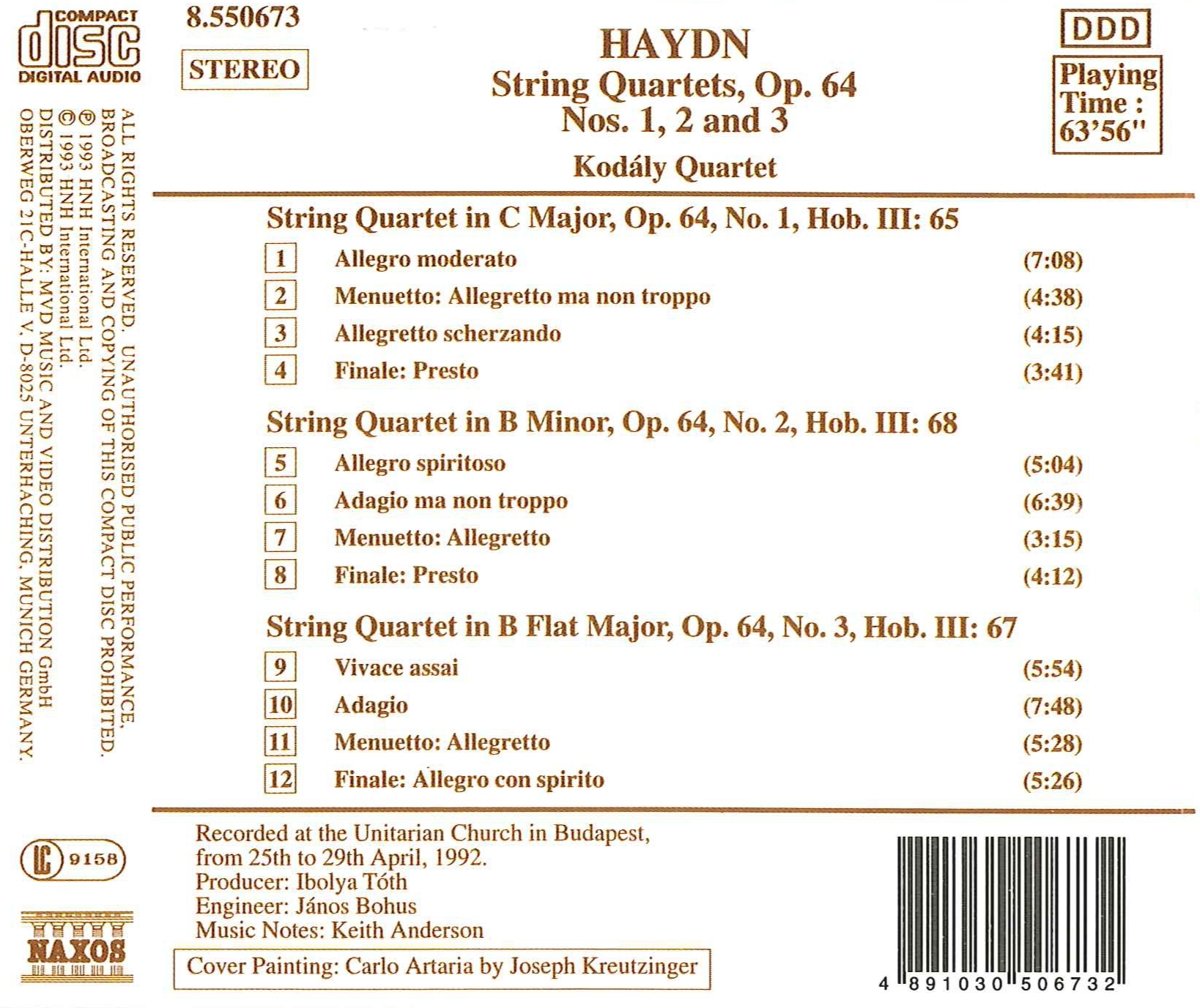 COMPACT
disc
DIGITAL AUDIO
8.550673
STEREO
HAYDN
String Quartets, Op. 64
Nos. 1, 2 and 3
Kodály Quartet
DDD
Playing
Time :
63'56"
String Quartet in C Major, Op. 64, No. 1, Hob. III: 65
1 Allegro moderato (7:08)
2 Menuetto: Allegretto ma non troppo (4:38)
3 Allegretto scherzando (4:15)
4 Finale: Presto (3:41)
String Quartet in B Minor, Op. 64, No. 2, Hob. III: 68
5 Allegro spiritoso (5:04)
6 Adagio ma non troppo (6:39)
7 Menuetto: Allegretto (3:15)
8 Finale: Presto (4:12)
String Quartet in B Flat Major, Op. 64, No. 3, Hob. III: 67
9 Vivace assai (5:54)
10 Adagio (7:48)
11 Menuetto: Allegretto (5:28)
12 Finale: Allegro con spirito (5:26)
Recorded at the Unitarian Church in Budapest,
from 25th to 29th April, 1992.
Producer: Ibolya Tóth
Engineer: János Bohus
Music Notes: Keith Anderson
Cover Painting: Carlo Artaria by Joseph Kreutzinger
ALL RIGHTS RESERVED. UNAUTHORISED PUBLIC PERFORMANCE,
BROADCASTING AND COPYING OF THIS COMPACT DISC PROHIBITED.
℗ 1993 HNH International Ltd.
© 1993 HNH International Ltd.
DISTRIBUTED BY: MVD MUSIC AND VIDEO DISTRIBUTION GmbH
OBERWEG 21C-HALLE V. D-8025 UNTERHACHING, MUNICH GERMANY.
LC 9158
NAXOS
4 891030 506732